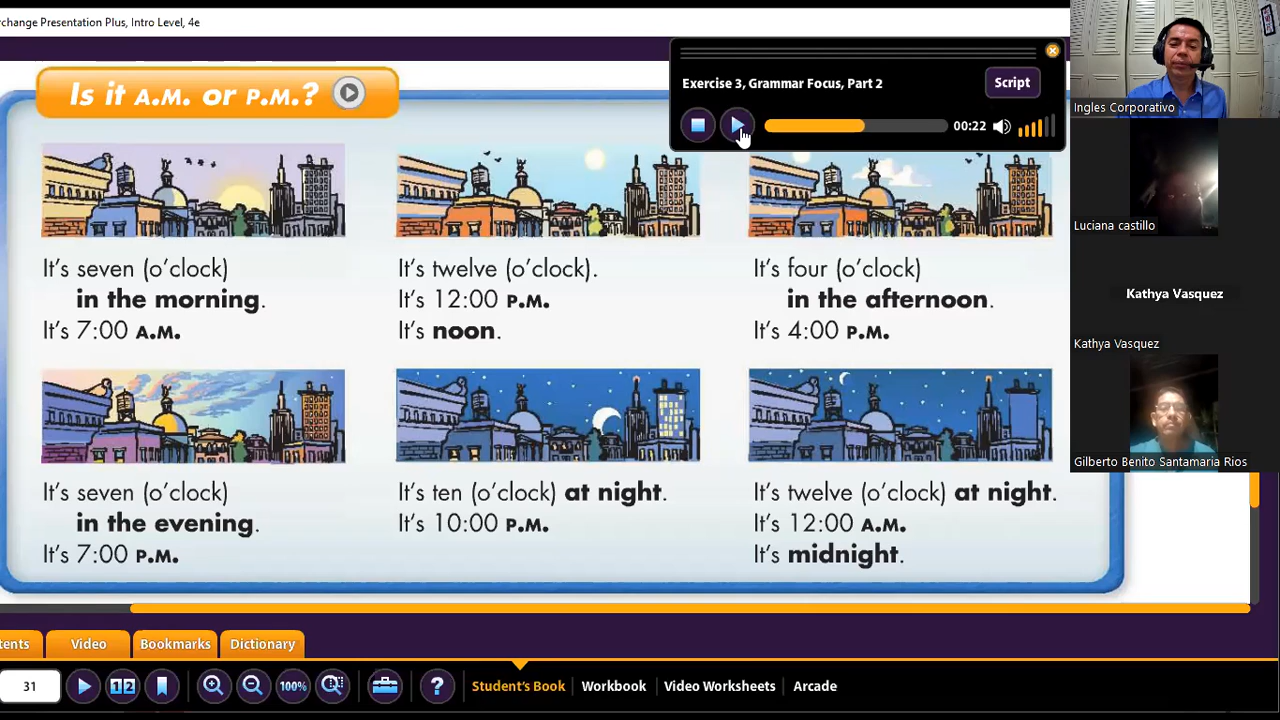 rchange Presentation Plus, Intro Level, 4e
Is it A.M. or P.M.?
Exercise 3, Grammar Focus, Part 2
Script
00:22
It's seven (o'clock)
in the morning.
It's 7:00 A.M.
It's twelve (o'clock).
It's 12:00 P.M.
It's noon.
It's four (o'clock)
in the afternoon.
It's 4:00 P.M.
It's seven (o'clock)
in the evening.
It's 7:00 P.M.
It's ten (o'clock) at night.
It's 10:00 P.M.
It's twelve (o'clock) at night.
It's 12:00 A.M.
It's midnight.
Ingles Corporativo
Luciana castillo
Kathya Vasquez
Kathya Vasquez
Gilberto Benito Santamaria Rios
tents
Video
Bookmarks
Dictionary
31
12
100%
?
Student's Book
Workbook
Video Worksheets
Arcade